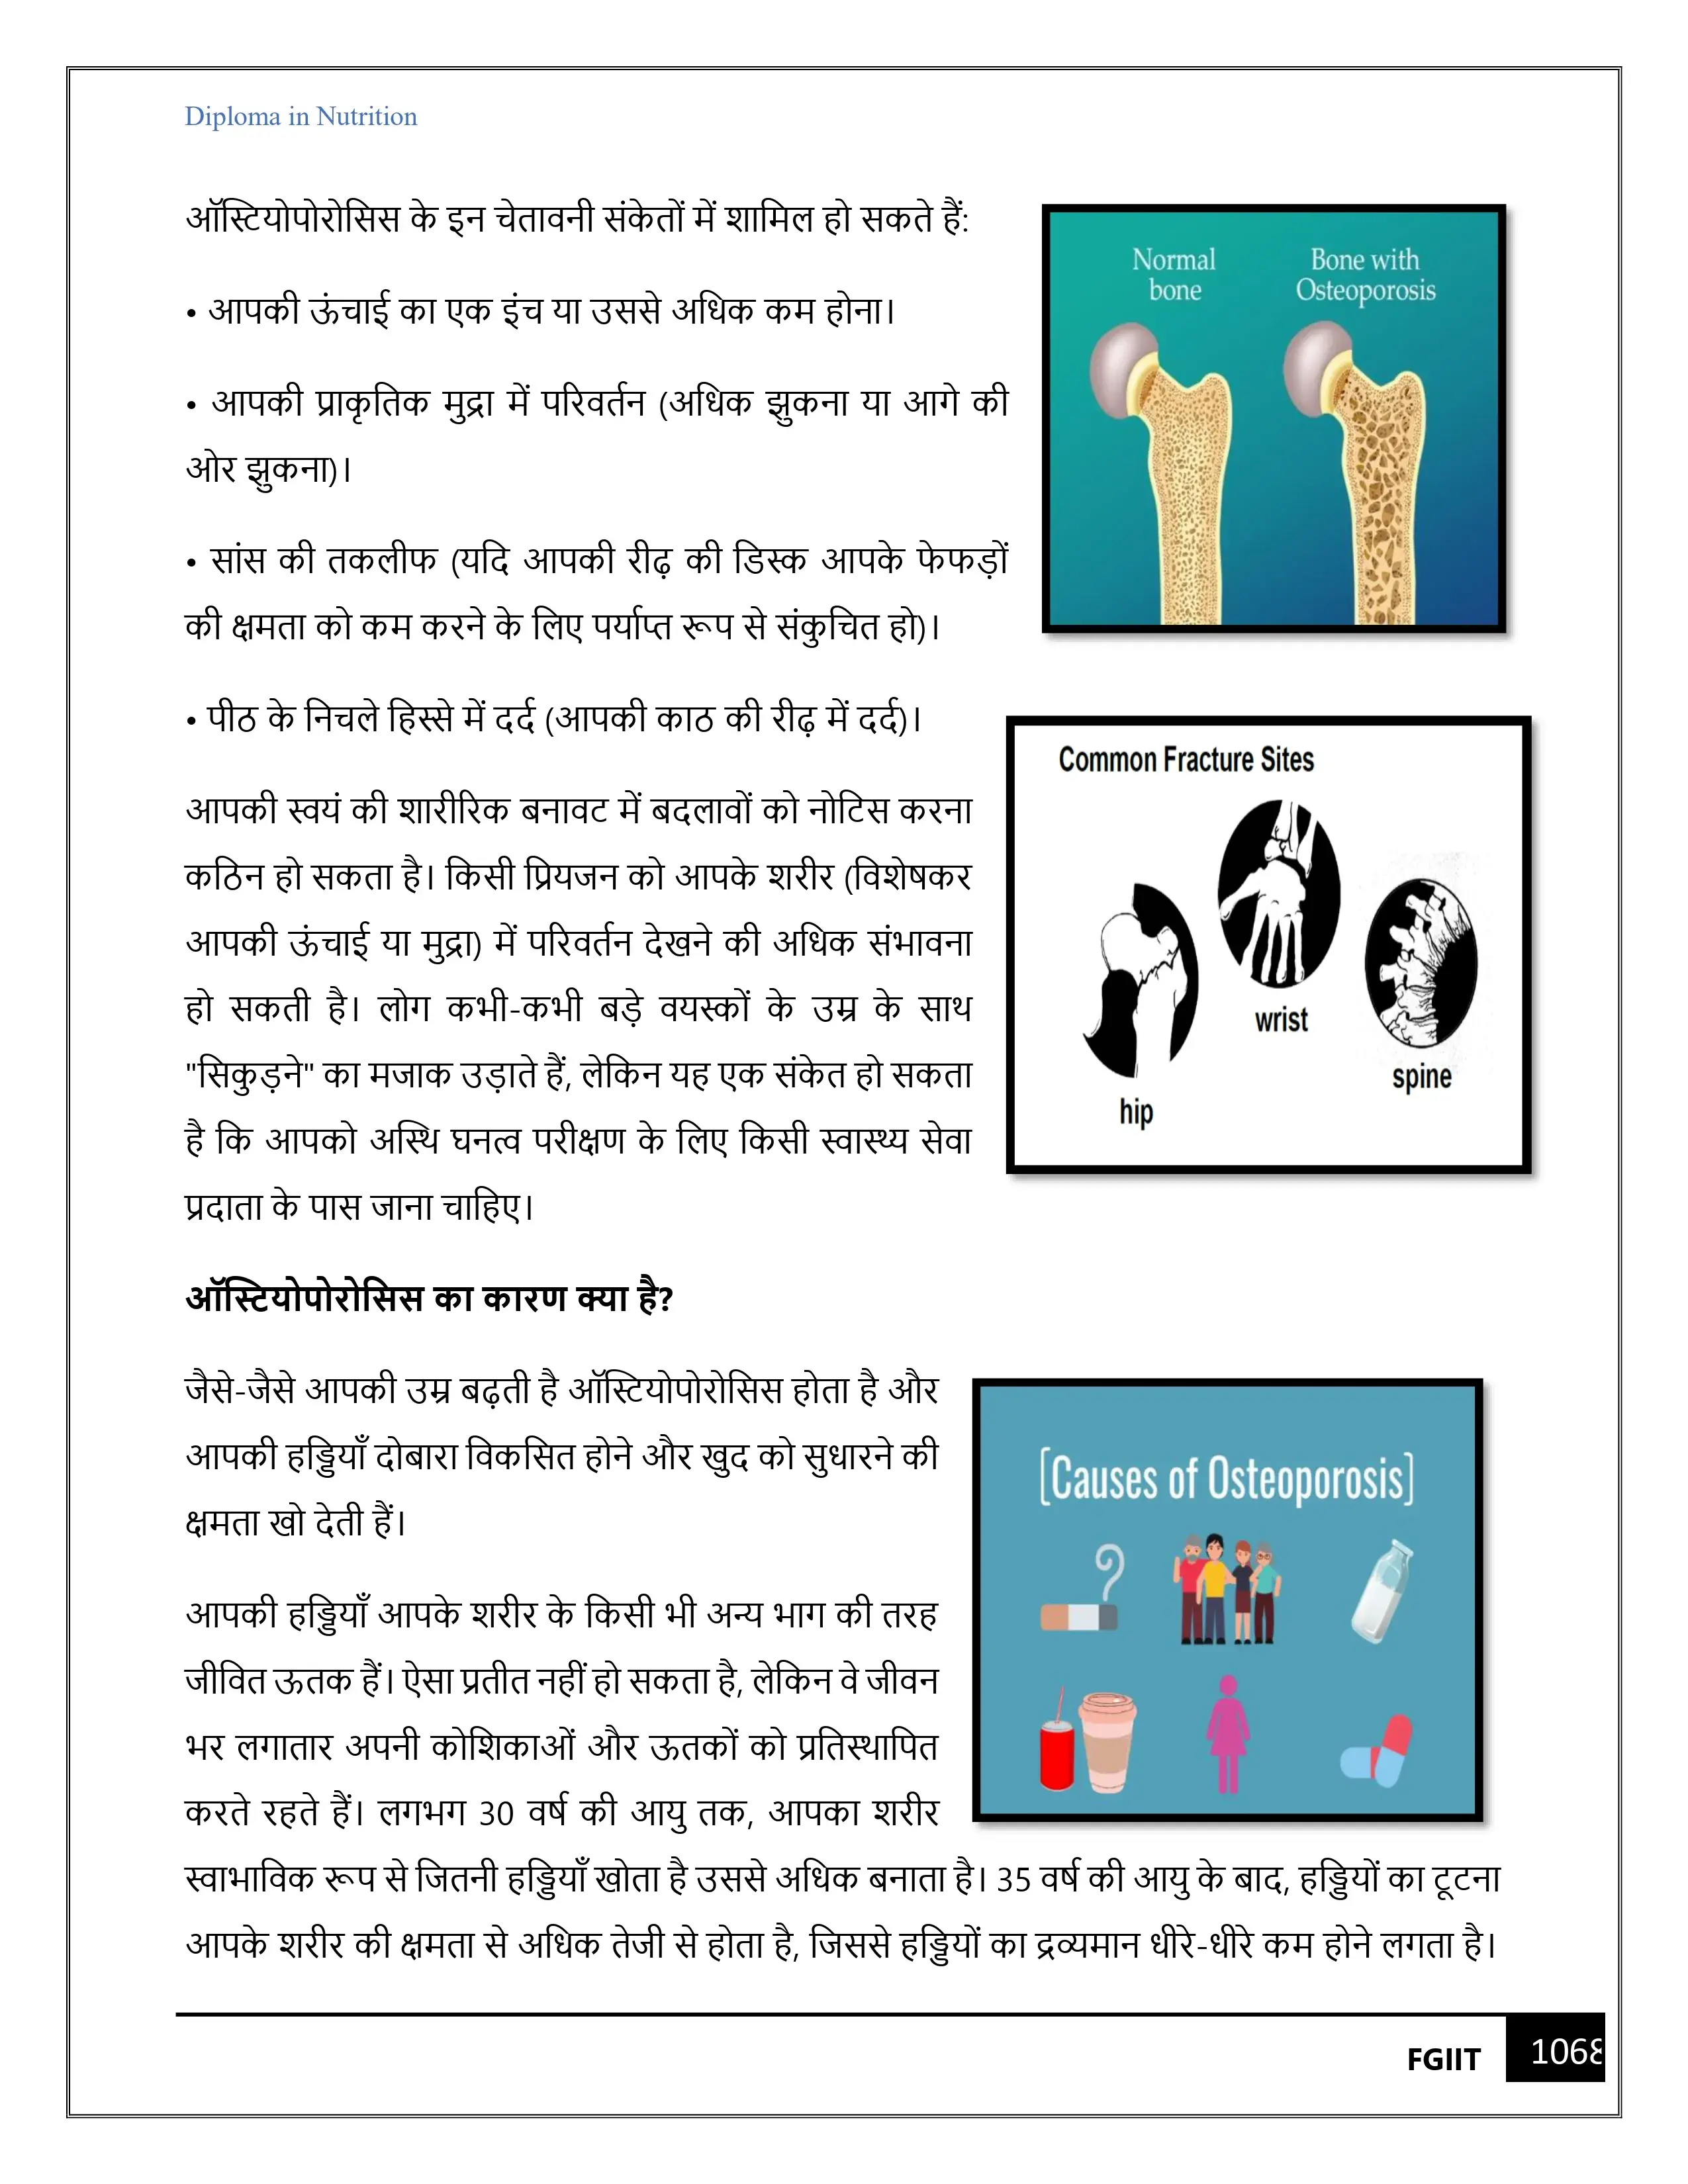 Diploma in Nutrition
ऑस्टियोपोरोसिस के इन चेतावनी संकेतों में शामिल हो सकते हैं:
• आपकी ऊंचाई का एक इंच या उससे अधिक कम होना।
• आपकी प्राकृतिक मुद्रा में परिवर्तन (अधिक झुकना या आगे की
ओर झुकना)।
• सांस की तकलीफ (यदि आपकी रीढ़ की डिस्क आपके फेफड़ों
की क्षमता को कम करने के लिए पर्याप्त रूप से संकुचित हो)।
• पीठ के निचले हिस्से में दर्द (आपकी काठ की रीढ़ में दर्द)।
आपकी स्वयं की शारीरिक बनावट में बदलावों को नोटिस करना
कठिन हो सकता है। किसी प्रियजन को आपके शरीर (विशेषकर
आपकी ऊंचाई या मुद्रा) में परिवर्तन देखने की अधिक संभावना
हो सकती है। लोग कभी-कभी बड़े वयस्कों के उम्र के साथ
"सिकुड़ने" का मजाक उड़ाते हैं, लेकिन यह एक संकेत हो सकता
है कि आपको अस्थि घनत्व परीक्षण के लिए किसी स्वास्थ्य सेवा
प्रदाता के पास जाना चाहिए।
Normal
bone
Bone with
Osteoporosis
Common Fracture Sites
hip
wrist
spine
ऑस्टियोपोरोसिस का कारण क्या है?
जैसे-जैसे आपकी उम्र बढ़ती है ऑस्टियोपोरोसिस होता है और
आपकी हड्डियाँ दोबारा विकसित होने और खुद को सुधारने की
क्षमता खो देती हैं।
[Causes of Osteoporosis]
आपकी हड्डियाँ आपके शरीर के किसी भी अन्य भाग की तरह
जीवित ऊतक हैं। ऐसा प्रतीत नहीं हो सकता है, लेकिन वे जीवन
भर लगातार अपनी कोशिकाओं और ऊतकों को प्रतिस्थापित
करते रहते हैं। लगभग 30 वर्ष की आयु तक, आपका शरीर
स्वाभाविक रूप से जितनी हड्डियाँ खोता है उससे अधिक बनाता है। 35 वर्ष की आयु के बाद, हड्डियों का टूटना
आपके शरीर की क्षमता से अधिक तेजी से होता है, जिससे हड्डियों का द्रव्यमान धीरे-धीरे कम होने लगता है।
FGIIT
1068